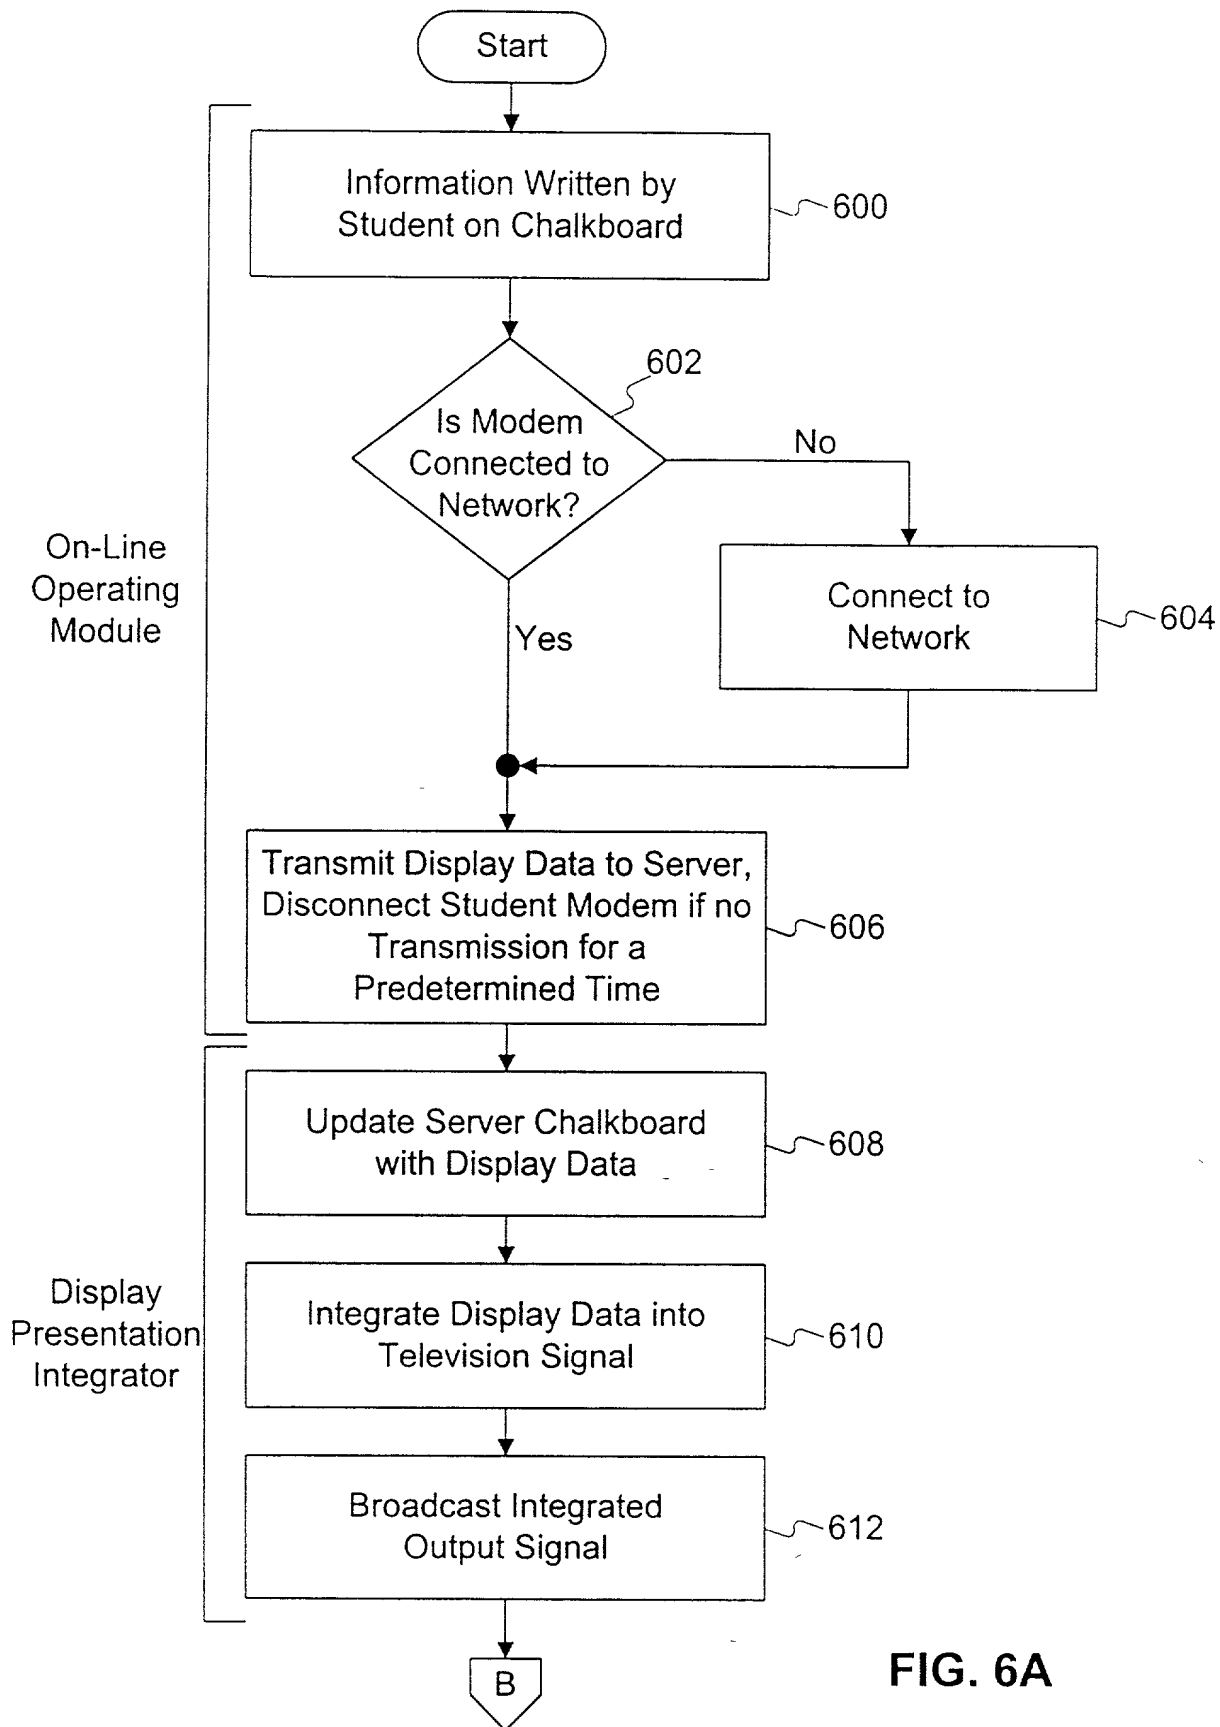 Start
Information Written by
Student on Chalkboard
600
602
Is Modem
Connected to
Network?
No
Yes
Connect to
Network
604
On-Line
Operating
Module
Transmit Display Data to Server,
Disconnect Student Modem if no
Transmission for a
Predetermined Time
606
Update Server Chalkboard
with Display Data
608
Display
Presentation
Integrator
Integrate Display Data into
Television Signal
610
Broadcast Integrated
Output Signal
612
B
FIG. 6A